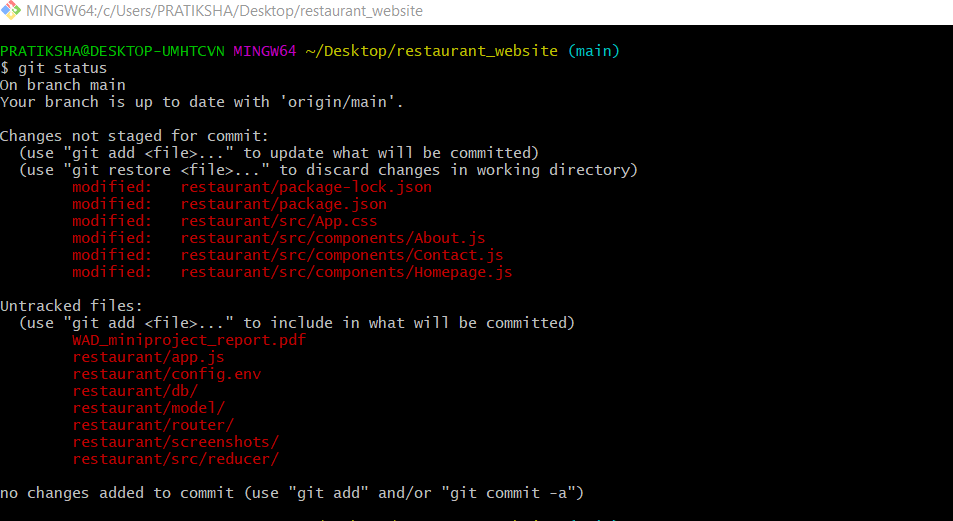 MINGW64:/c/Users/PRATIKSHA/Desktop/restaurant_website
PRATIKSHA@DESKTOP-UMHTCVN MINGW64 ~/Desktop/restaurant_website (main)
$ git status
On branch main
Your branch is up to date with 'origin/main'.
Changes not staged for commit:
(use "git add <file>..." to update what will be committed)
(use "git restore <file>..." to discard changes in working directory)
modified: restaurant/package-lock.json
modified: restaurant/package.json
modified: restaurant/src/App.css
modified: restaurant/src/components/About.js
modified: restaurant/src/components/Contact.js
modified: restaurant/src/components/Homepage.js
Untracked files:
(use "git add <file>..." to include in what will be committed)
WAD_miniproject_report.pdf
restaurant/app.js
restaurant/config.env
restaurant/db/
restaurant/model/
restaurant/router/
restaurant/screenshots/
restaurant/src/reducer/
no changes added to commit (use "git add" and/or "git commit -a")